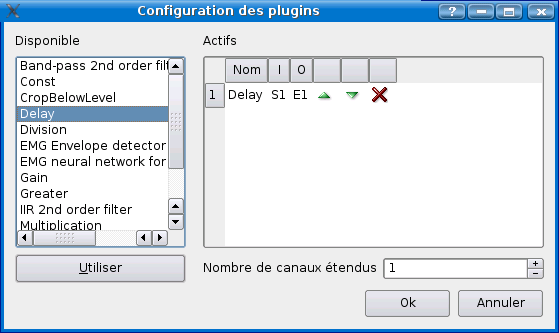 Configuration des plugins
Disponible
Band-pass 2nd order filt
Const
CropBelowLevel
Delay
Division
EMG Envelope detector
EMG neural network for
Gain
Greater
IIR 2nd order filter
Multiplication
Utiliser
Actifs
Nom I O
1 Delay S1 E1
Nombre de canaux étendus 1
Ok Annuler